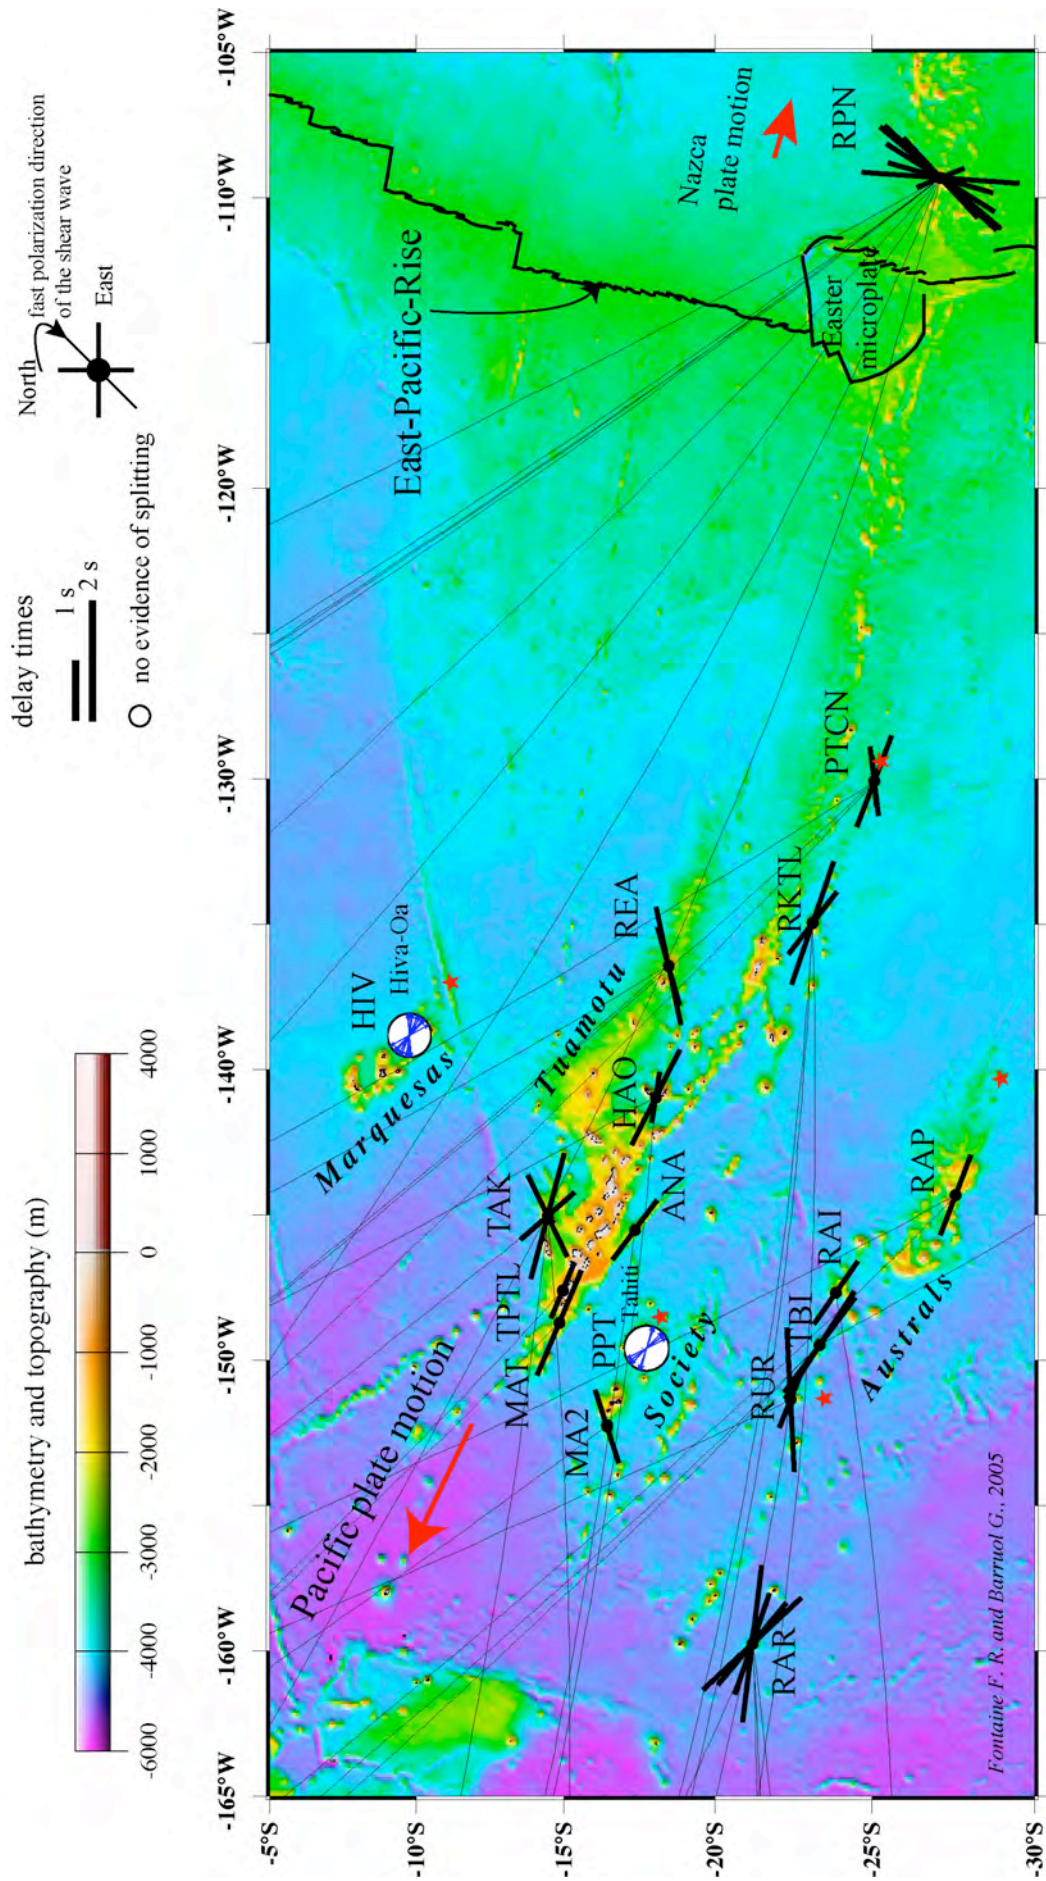 bathymetry and topography (m)
-6000
-4000
-3000
-2000
-1000
0
1000
4000
delay times
1 s
2 s
no evidence of splitting
North
fast polarization direction
of the shear wave
East
-165°W
-160°W
-150°W
-140°W
-130°W
-120°W
-110°W
-105°W
-5°S
-10°S
-15°S
-20°S
-25°S
-30°S
Pacific plate motion
Marquesas
HIV
Hiva-Oa
East-Pacific-Rise
Nazca
plate motion
RPN
Easter
microplate
MAT
TPTL
TAK
Tuamotu
HAO
REA
ANA
MA2
PPT
Tahiti
Society
RKTL
PTCN
RUR
TBI
RAI
RAP
Australs
RAR
Fontaine F. R. and Barruol G., 2005